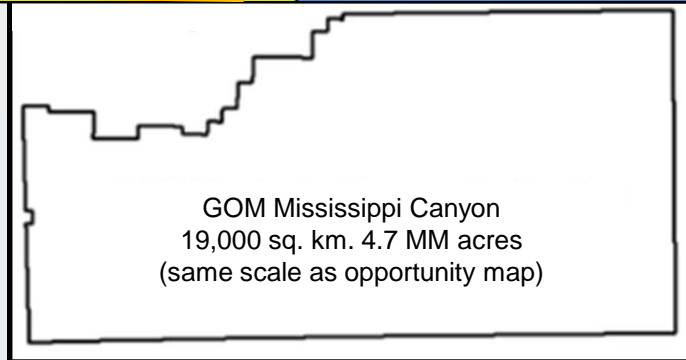 GOM Mississippi Canyon
19,000 sq. km. 4.7 MM acres
(same scale as opportunity map)